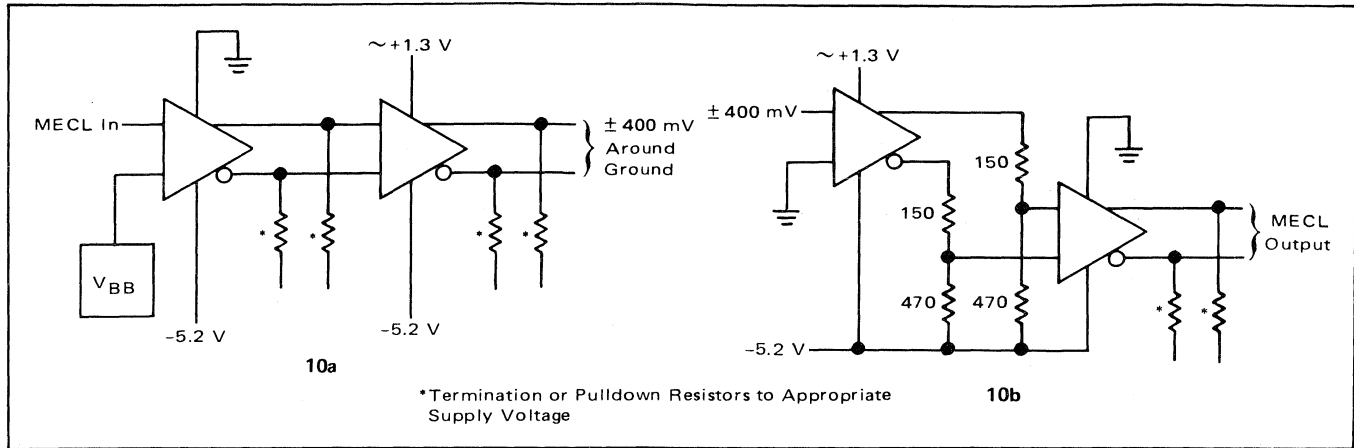 ~+1.3 V
MECL In
± 400 mV
Around
Ground
* * * *
VBB
-5.2 V
-5.2 V
10a
~+1.3 V
± 400 mV
150
150
470
470
MECL
Output
* *
-5.2 V
10b
*Termination or Pulldown Resistors to Appropriate
Supply Voltage